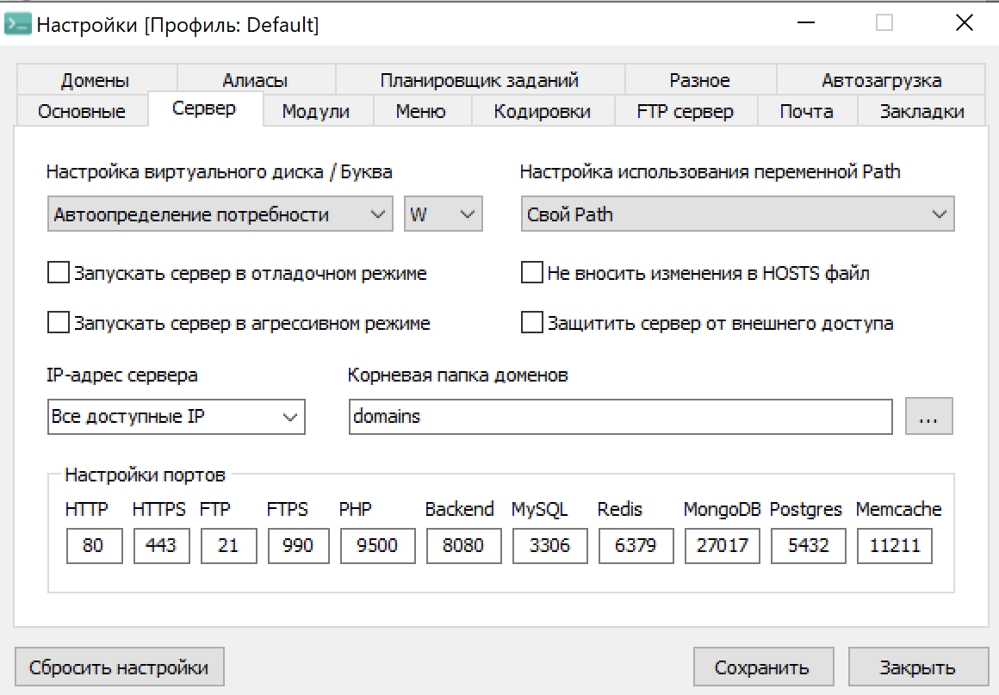 Настройки [Профиль: Default]
Домены Алиасы Планировщик заданий Разное Автозагрузка
Основные Сервер Модули Меню Кодировки FTP сервер Почта Закладки
Настройка виртуального диска / Буква Настройка использования переменной Path
Автоопределение потребности W Свой Path
Запускать сервер в отладочном режиме Не вносить изменения в HOSTS файл
Запускать сервер в агрессивном режиме Защитить сервер от внешнего доступа
IP-адрес сервера Корневая папка доменов
Все доступные IP domains ...
Настройки портов
HTTP HTTPS FTP FTPS PHP Backend MySQL Redis MongoDB Postgres Memcache
80 443 21 990 9500 8080 3306 6379 27017 5432 11211
Сбросить настройки Сохранить Закрыть